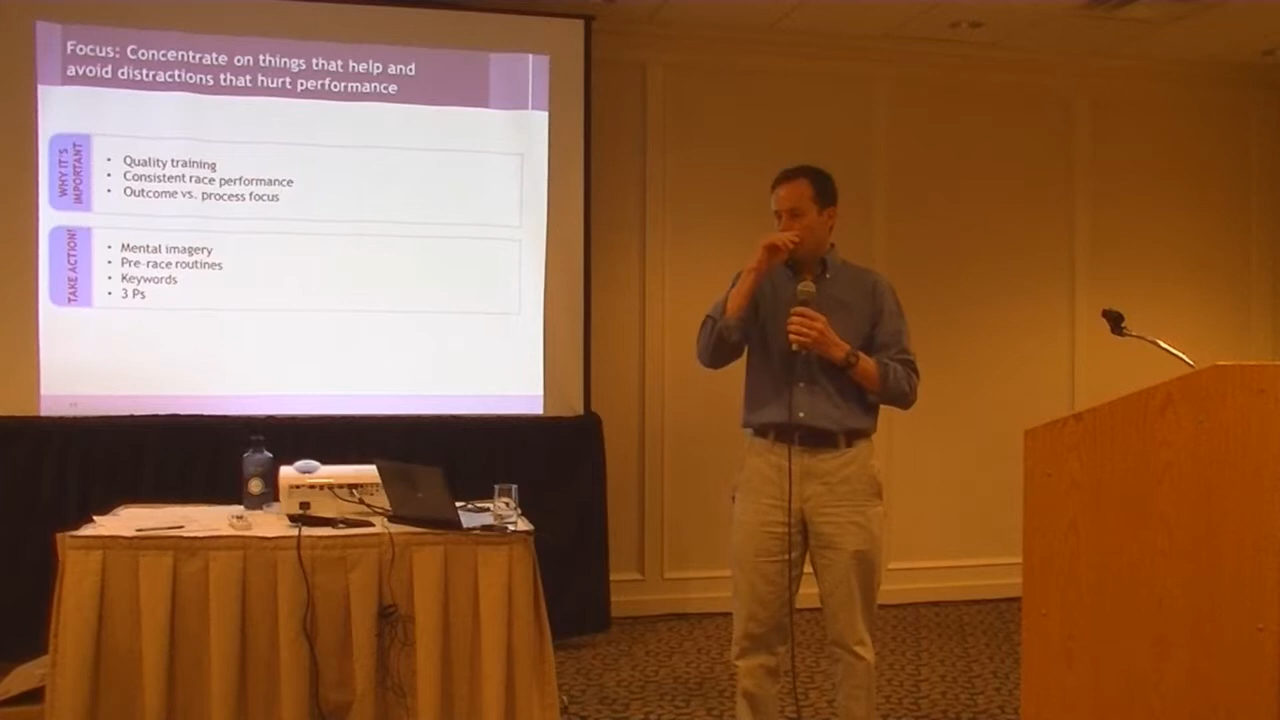 Focus: Concentrate on things that help and
avoid distractions that hurt performance
WHY IT'S
IMPORTANT
• Quality training
• Consistent race performance
• Outcome vs. process focus
TAKE ACTION!
• Mental imagery
• Pre-race routines
• Keywords
• 3 Ps